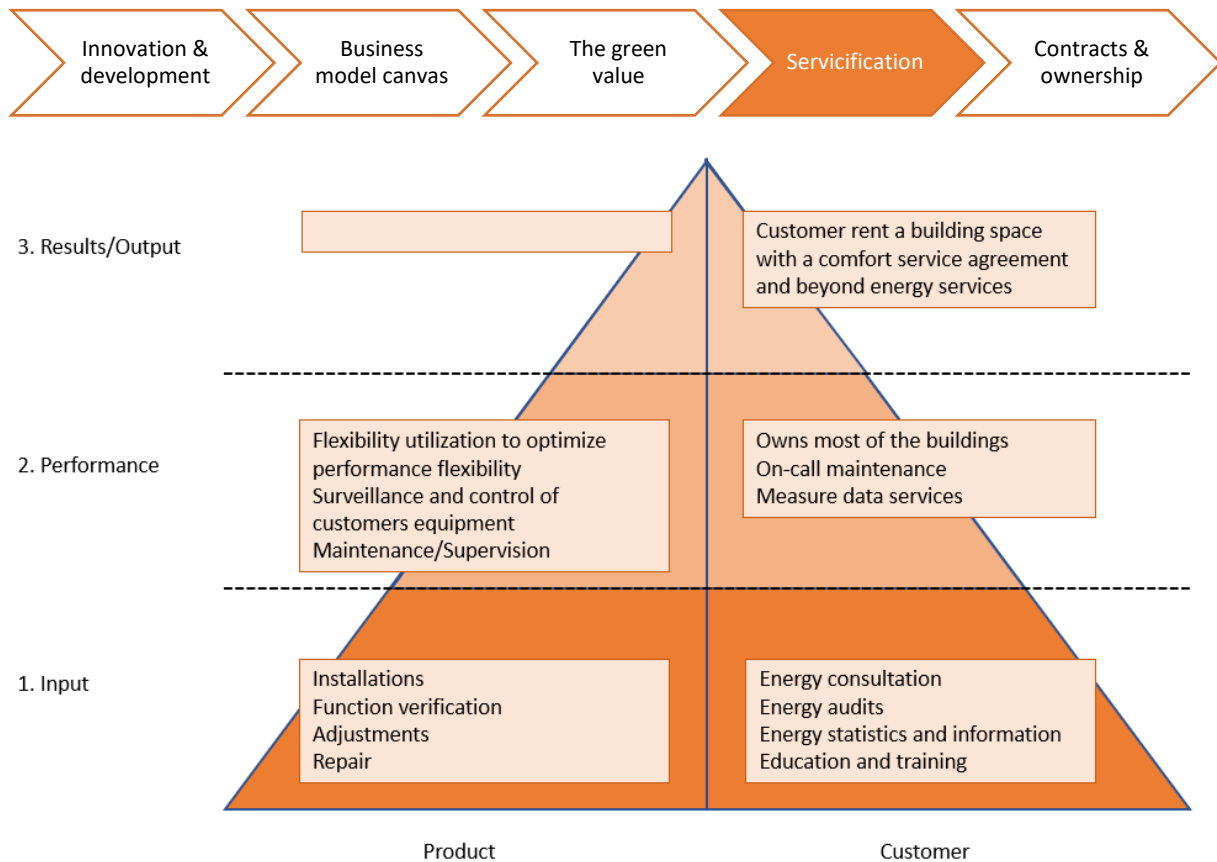 Innovation &
development
Business
model canvas
The green
value
Servicification
Contracts &
ownership
3. Results/Output
Customer rent a building space
with a comfort service agreement
and beyond energy services
2. Performance
Flexibility utilization to optimize
performance flexibility
Surveillance and control of
customers equipment
Maintenance/Supervision
Owns most of the buildings
On-call maintenance
Measure data services
1. Input
Installations
Function verification
Adjustments
Repair
Energy consultation
Energy audits
Energy statistics and information
Education and training
Product
Customer